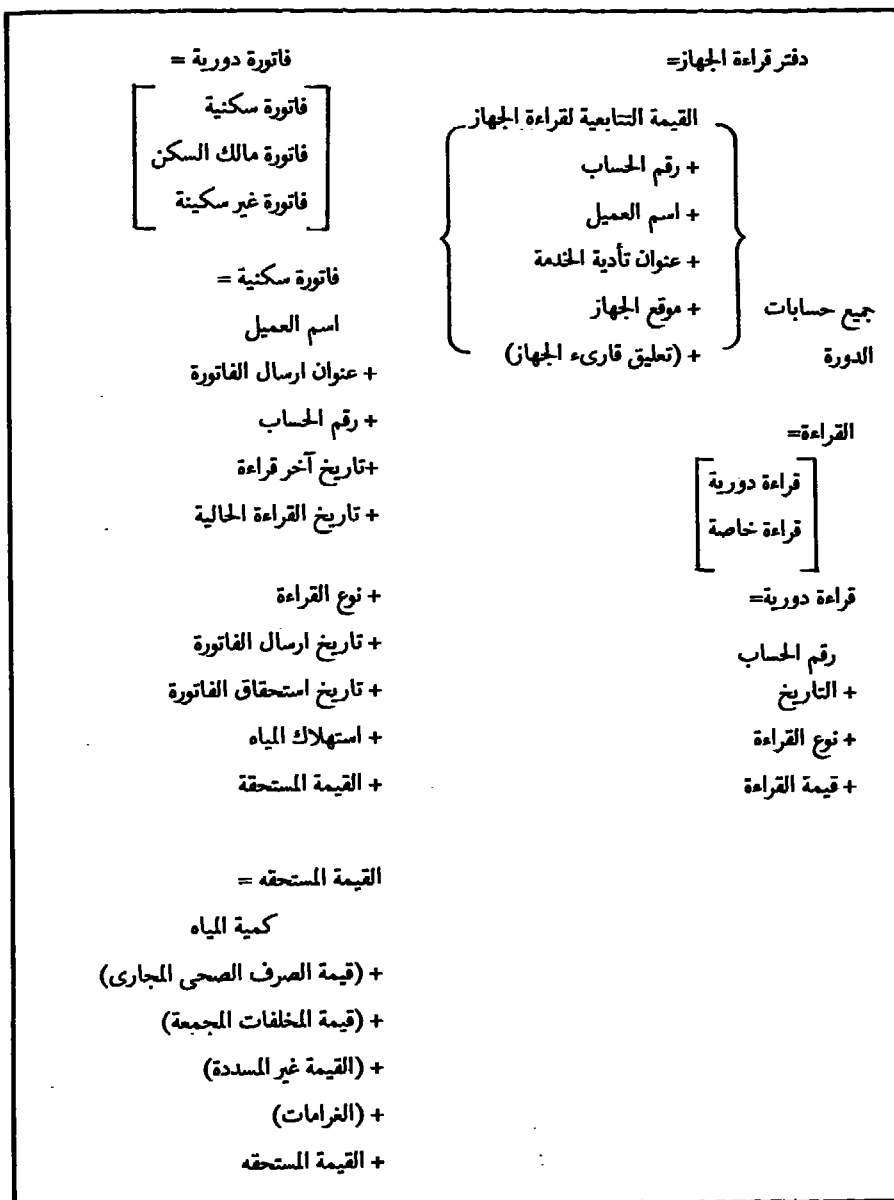 دفتر قراءة الجهاز=
القيمة التتابعية لقراءة الجهاز
+ رقم الحساب
+ اسم العميل
+ عنوان تأدية الخدمة
+ موقع الجهاز
+ (تعليق قارىء الجهاز)
جميع حسابات
الدورة
القراءة=
قراءة دورية
قراءة خاصة
قراءة دورية=
رقم الحساب
+ التاريخ
+ نوع القراءة
+ قيمة القراءة
فاتورة دورية =
فاتورة سكنية
فاتورة مالك السكن
فاتورة غير سكينة
فاتورة سكنية =
اسم العميل
+ عنوان ارسال الفاتورة
+ رقم الحساب
+تاريخ آخر قراءة
+ تاريخ القراءة الحالية
+ نوع القراءة
+ تاريخ ارسال الفاتورة
+ تاريخ استحقاق الفاتورة
+ استهلاك المياه
+ القيمة المستحقة
القيمة المستحقه =
كمية المياه
+ (قيمة الصرف الصحى المجارى)
+ (قيمة المخلفات المجمعة)
+ (القيمة غير المسددة)
+ (الغرامات)
+ القيمة المستحقه